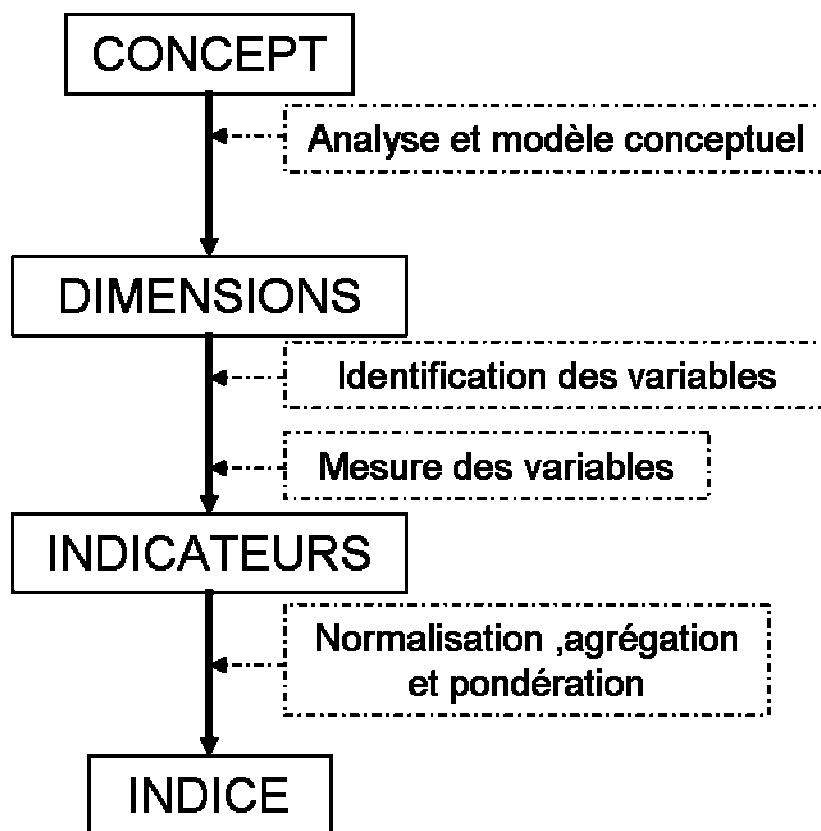 CONCEPT
Analyse et modèle conceptuel
DIMENSIONS
Identification des variables
Mesure des variables
INDICATEURS
Normalisation ,agrégation
et pondération
INDICE